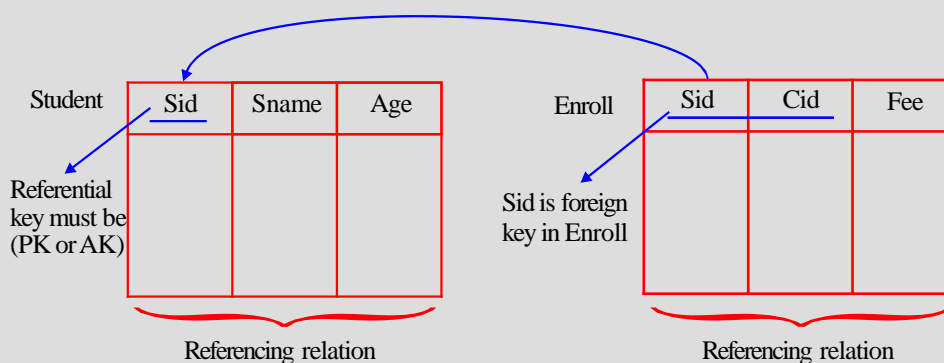 Student
Sid Sname Age
Referential
key must be
(PK or AK)
Referencing relation
Enroll
Sid Cid Fee
Sid is foreign
key in Enroll
Referencing relation